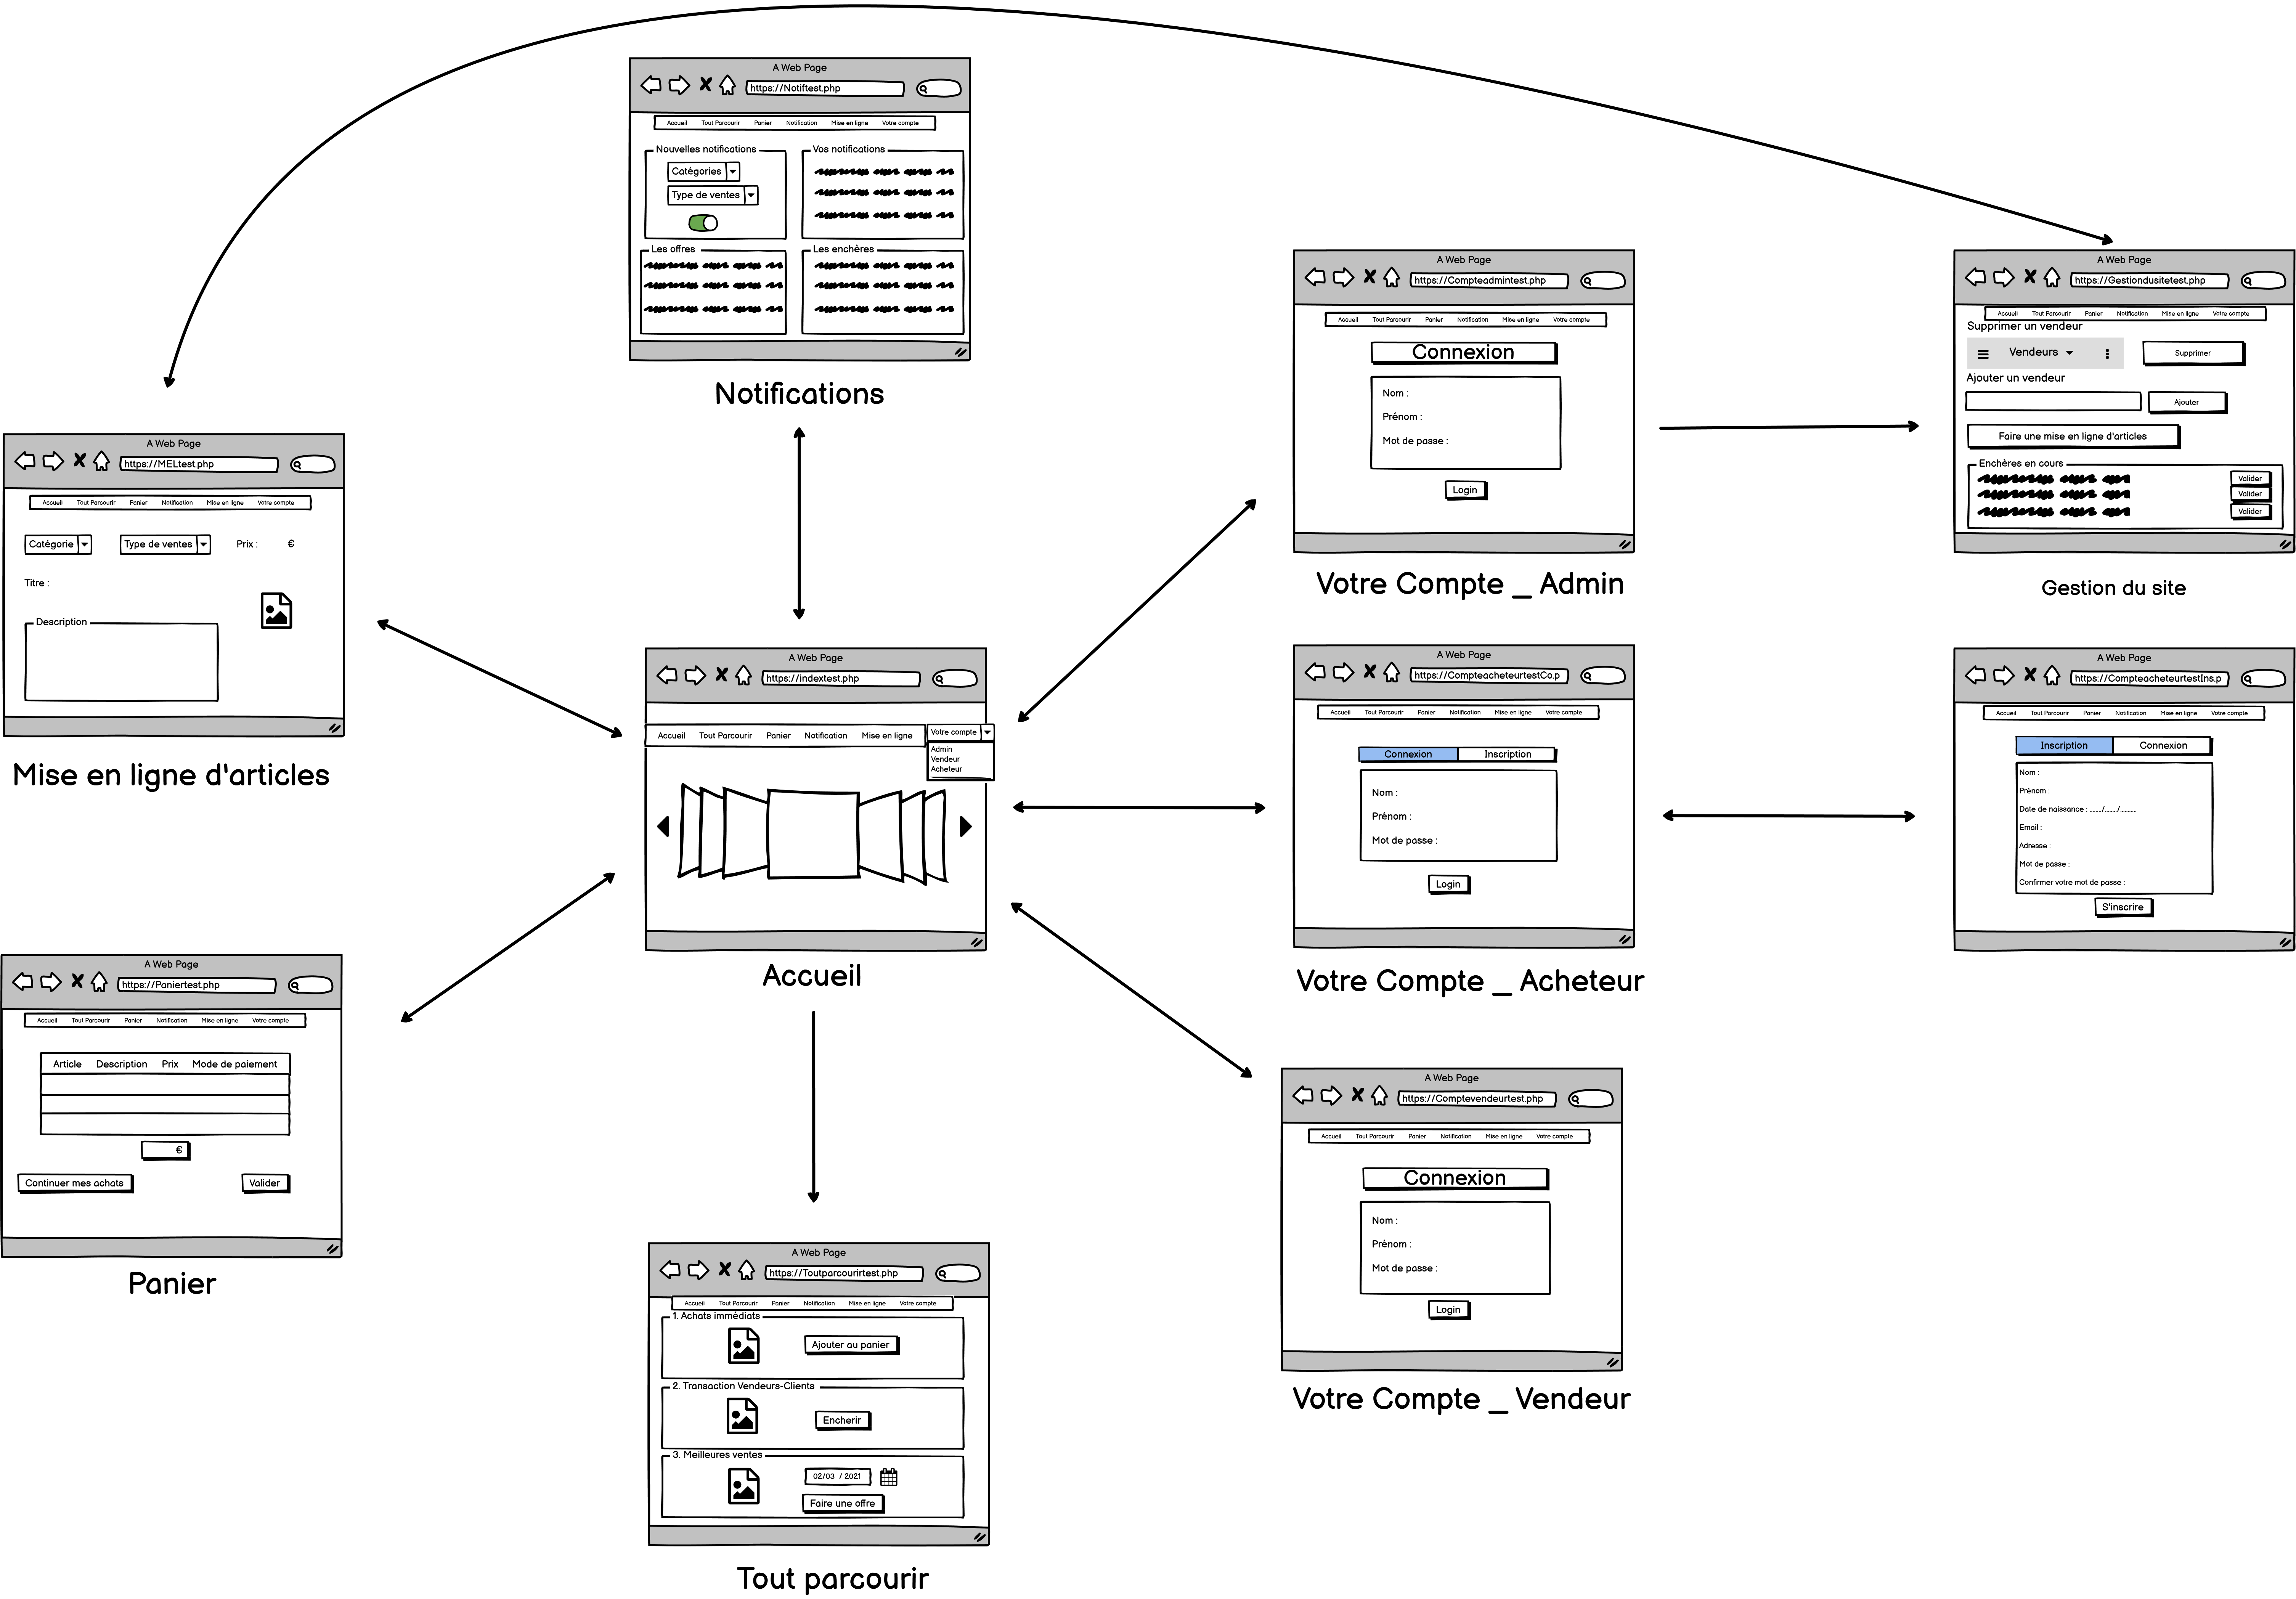 A Web Page
https://Notiftest.php
Accueil Tout Parcourir Panier Notification Mise en ligne Votre compte
Nouvelles notifications
Catégories
Type de ventes
Vos notifications
Les offres
Les enchères
Notifications
A Web Page
https://Compteadmintest.php
Accueil Tout Parcourir Panier Notification Mise en ligne Votre compte
Connexion
Nom :
Prénom :
Mot de passe :
Login
Votre Compte _ Admin
A Web Page
https://Gestiondusitetest.php
Accueil Tout Parcourir Panier Notification Mise en ligne Votre compte
Supprimer un vendeur
Vendeurs
Supprimer
Ajouter un vendeur
Ajouter
Faire une mise en ligne d'articles
Enchères en cours
Valider
Valider
Valider
Gestion du site
A Web Page
https://MELtest.php
Accueil Tout Parcourir Panier Notification Mise en ligne Votre compte
Catégorie Type de ventes Prix : €
Titre :
Description
Mise en ligne d'articles
A Web Page
https://indextest.php
Accueil Tout Parcourir Panier Notification Mise en ligne Votre compte
Admin
Vendeur
Acheteur
Accueil
A Web Page
https://CompteacheteurtestCo.p
Accueil Tout Parcourir Panier Notification Mise en ligne Votre compte
Connexion Inscription
Nom :
Prénom :
Mot de passe :
Login
Votre Compte _ Acheteur
A Web Page
https://CompteacheteurtestIns.p
Accueil Tout Parcourir Panier Notification Mise en ligne Votre compte
Inscription Connexion
Nom :
Prénom :
Date de naissance : __/__/___
Email :
Adresse :
Mot de passe :
Confirmer votre mot de passe :
S'inscrire
A Web Page
https://Paniertest.php
Accueil Tout Parcourir Panier Notification Mise en ligne Votre compte
Article Description Prix Mode de paiement
€
Continuer mes achats Valider
Panier
A Web Page
https://Comptevendeurtest.php
Accueil Tout Parcourir Panier Notification Mise en ligne Votre compte
Connexion
Nom :
Prénom :
Mot de passe :
Login
Votre Compte _ Vendeur
A Web Page
https://Toutparcourirtest.php
Accueil Tout Parcourir Panier Notification Mise en ligne Votre compte
1. Achats immédiats
Ajouter au panier
2. Transaction Vendeurs-Clients
Encherir
3. Meilleures ventes
02/03 / 2021
Faire une offre
Tout parcourir